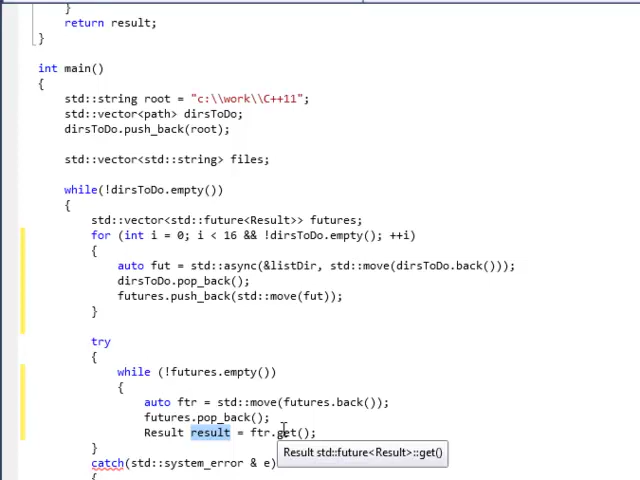 }
return result;
}
int main()
{
std::string root = "c:\\work\\C++11";
std::vector<path> dirsToDo;
dirsToDo.push_back(root);
std::vector<std::string> files;
while(!dirsToDo.empty())
{
std::vector<std::future<Result>> futures;
for (int i = 0; i < 16 && !dirsToDo.empty(); ++i)
{
auto fut = std::async(&listDir, std::move(dirsToDo.back()));
dirsToDo.pop_back();
futures.push_back(std::move(fut));
}
try
{
while (!futures.empty())
{
auto ftr = std::move(futures.back());
futures.pop_back();
Result result = ftr.get();
Result std::future<Result>::get()
}
catch(std::system_error & e)
{